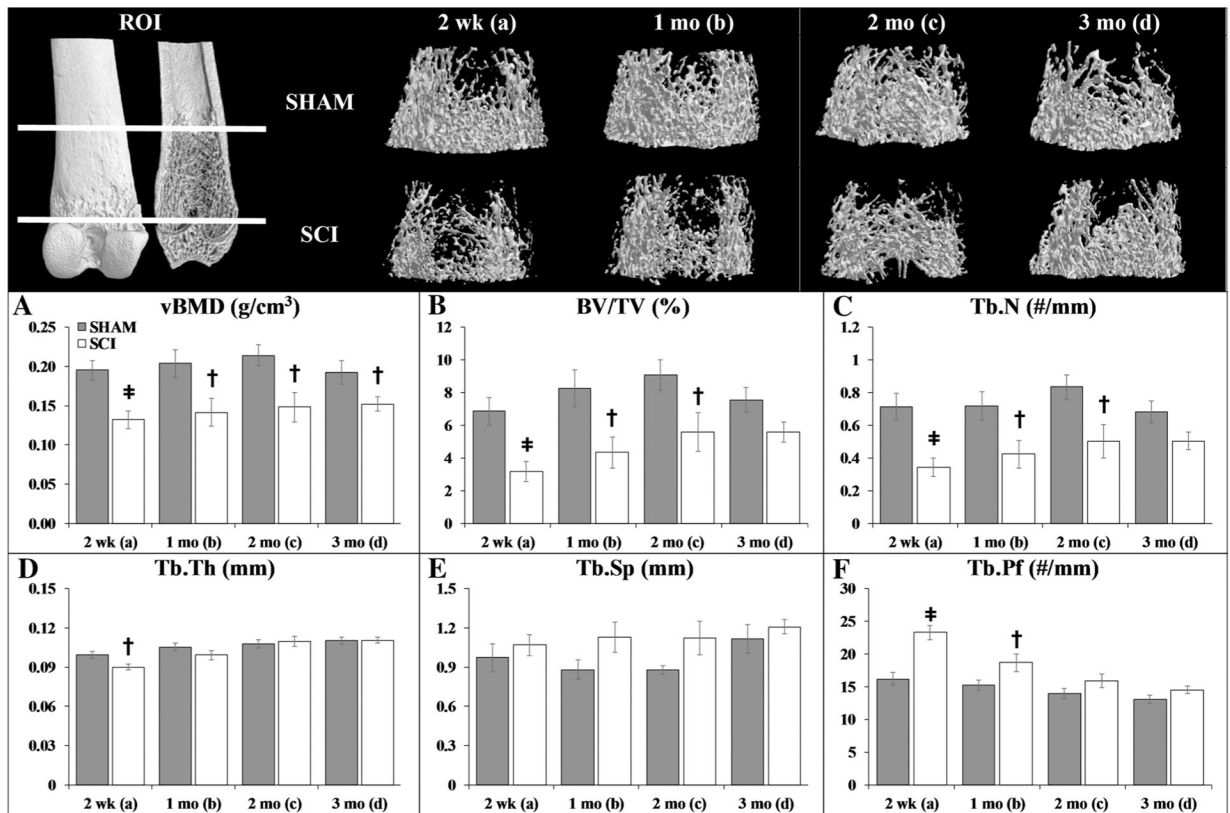 ROI
2 wk (a) 1 mo (b) 2 mo (c) 3 mo (d)
SHAM
SCI
A vBMD (g/cm³)
0.25
0.20
0.15
0.10
0.05
0.00
SHAM
SCI
‡ † † †
2 wk (a) 1 mo (b) 2 mo (c) 3 mo (d)
B BV/TV (%)
12
10
8
6
4
2
0
‡ † †
2 wk (a) 1 mo (b) 2 mo (c) 3 mo (d)
C Tb.N (#/mm)
1.2
1
0.8
0.6
0.4
0.2
0
‡ † †
2 wk (a) 1 mo (b) 2 mo (c) 3 mo (d)
D Tb.Th (mm)
0.15
0.12
0.09
0.06
0.03
0
†
2 wk (a) 1 mo (b) 2 mo (c) 3 mo (d)
E Tb.Sp (mm)
1.5
1.2
0.9
0.6
0.3
0
2 wk (a) 1 mo (b) 2 mo (c) 3 mo (d)
F Tb.Pf (#/mm)
30
25
20
15
10
5
0
‡ †
2 wk (a) 1 mo (b) 2 mo (c) 3 mo (d)